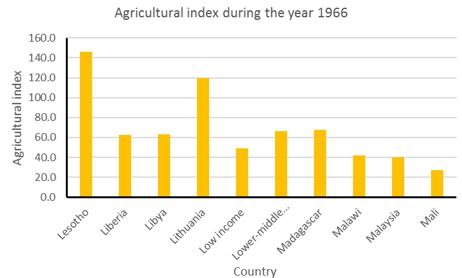 Agricultural index during the year 1966
Agricultural index
160.0
140.0
120.0
100.0
80.0
60.0
40.0
20.0
0.0
Lesotho
Liberia
Libya
Lithuania
Low income
Lower-middle...
Madagascar
Malawi
Malaysia
Mali
Country